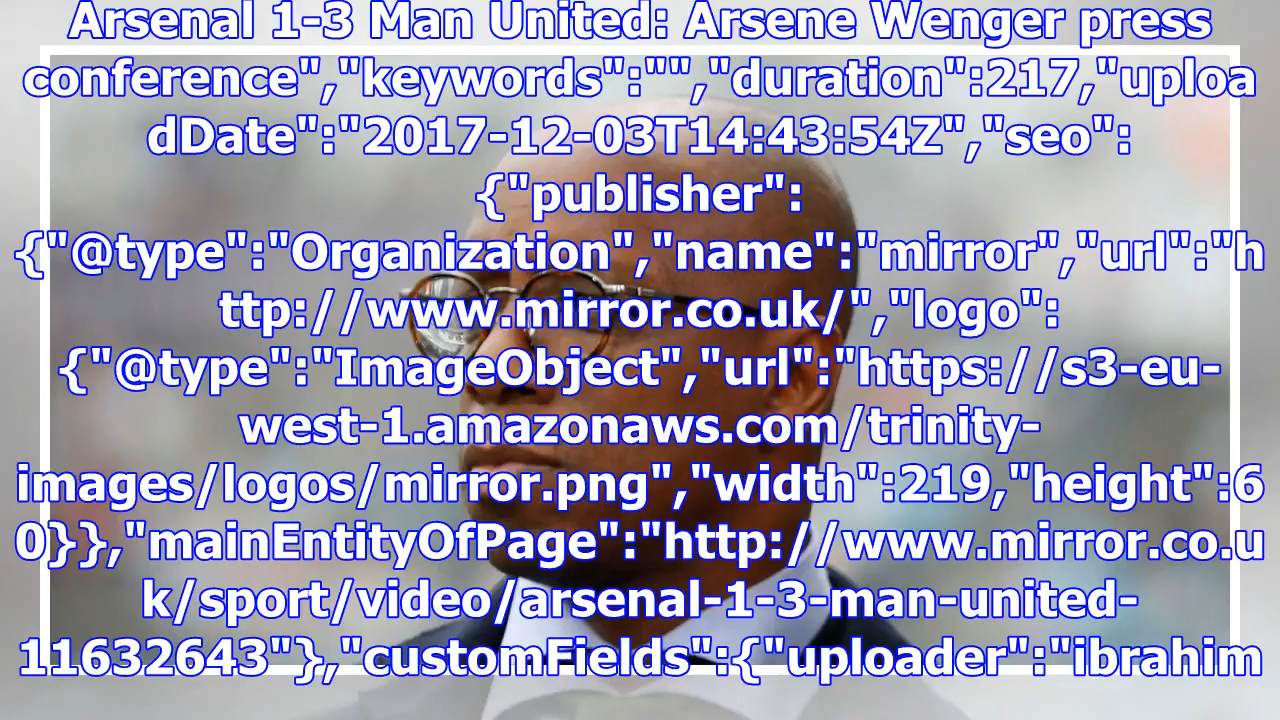 Arsenal 1-3 Man United: Arsene Wenger press
conference","keywords":"","duration":217,"uploa
dDate":"2017-12-03T14:43:54Z","seo":
{"publisher":
{"@type":"Organization","name":"mirror","url":"h
ttp://www.mirror.co.uk/","logo":
{"@type":"ImageObject","url":"https://s3-eu-
west-1.amazonaws.com/trinity-
images/logos/mirror.png","width":219,"height":6
0}},"mainEntityOfPage":"http://www.mirror.co.u
k/sport/video/arsenal-1-3-man-united-
11632643"},"customFields":{"uploader":"ibrahim